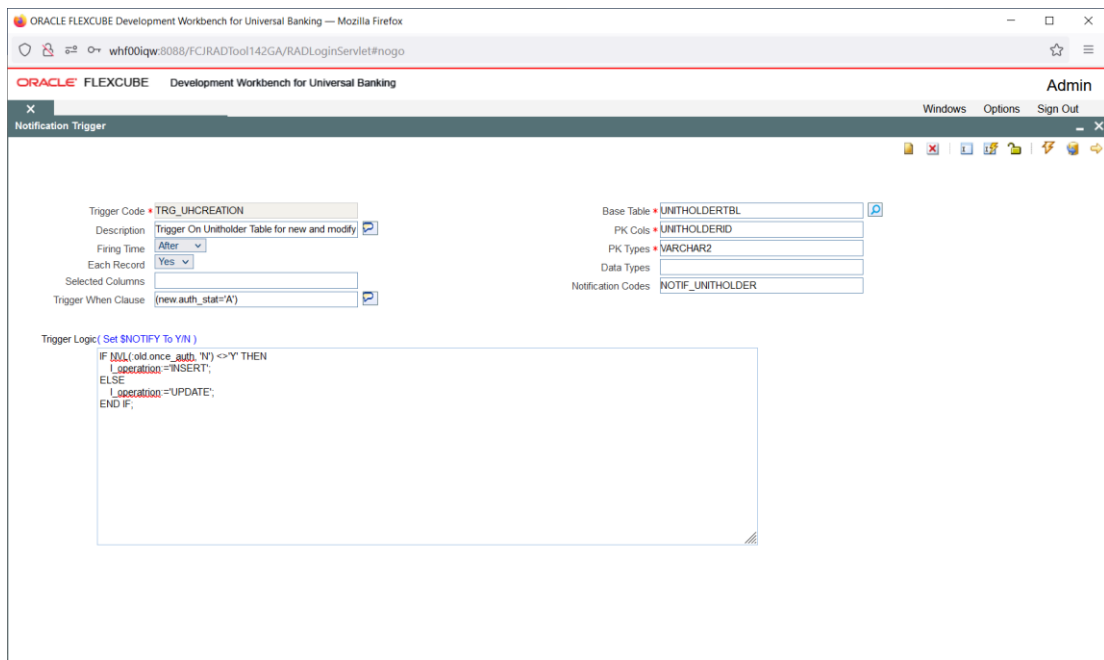 ORACLE FLEXCUBE Development Workbench for Universal Banking — Mozilla Firefox
whf00iqw:8088/FCJRADTool142GA/RADLoginServlet#nogo
ORACLE FLEXCUBE Development Workbench for Universal Banking
Admin
Windows Options Sign Out
Notification Trigger
Trigger Code * TRG_UHCREATION
Base Table * UNITHOLDERTBL
Description Trigger On Unitholder Table for new and modify
PK Cols * UNITHOLDERID
Firing Time After
PK Types * VARCHAR2
Each Record Yes
Data Types
Selected Columns
Notification Codes NOTIF_UNITHOLDER
Trigger When Clause (new.auth_stat='A')
Trigger Logic( Set $NOTIFY To Y/N )
IF NVL(:old.once_auth, 'N') <>'Y' THEN
l_operatrion:='INSERT';
ELSE
l_operatrion:='UPDATE';
END IF;